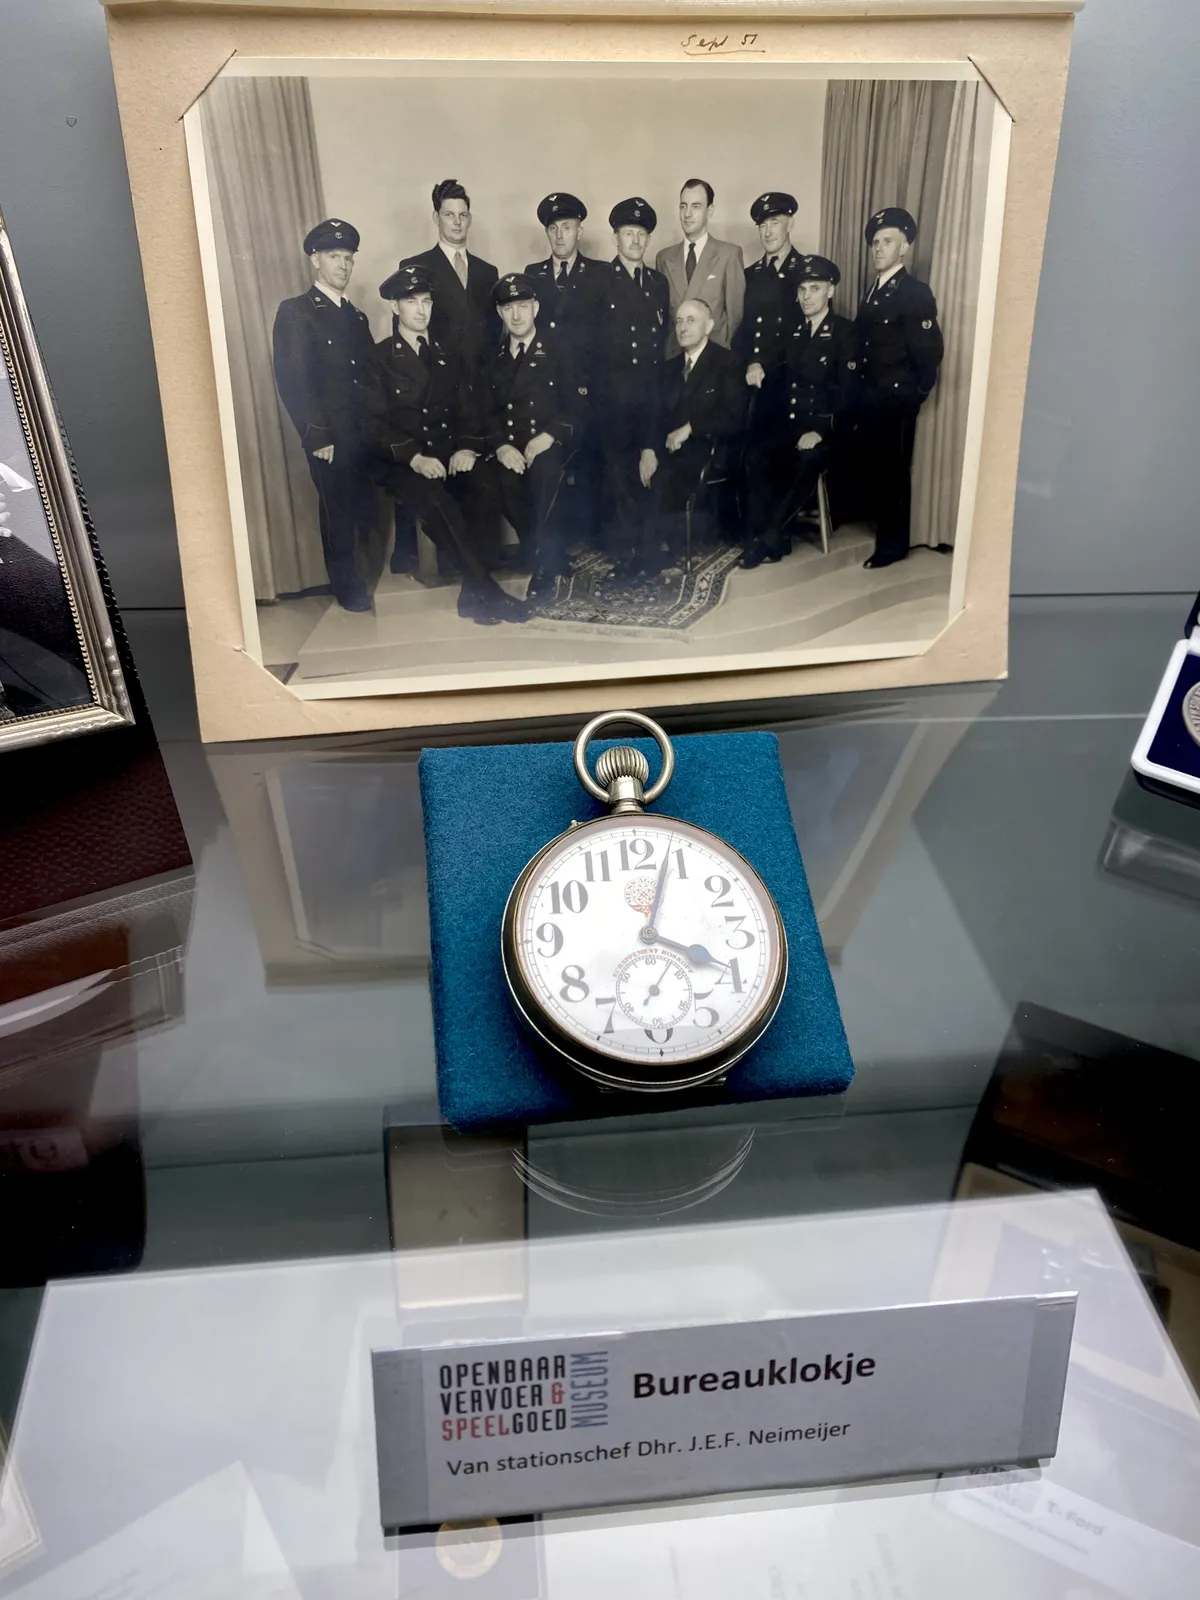 Sept 51
11 12 1
10 2
9 3
8 4
7 6 5
ECHAPPEMENT ROSKOPF
60
OPENBAAR
VERVOER &
SPEELGOED
MUSEUM
Bureauklokje
Van stationschef Dhr. J.E.F. Neimeijer
T-Ford